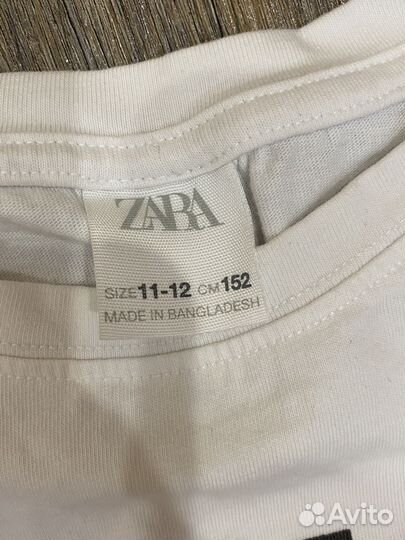 ZARA
SIZE 11-12 CM 152
MADE IN BANGLADESH
Avito